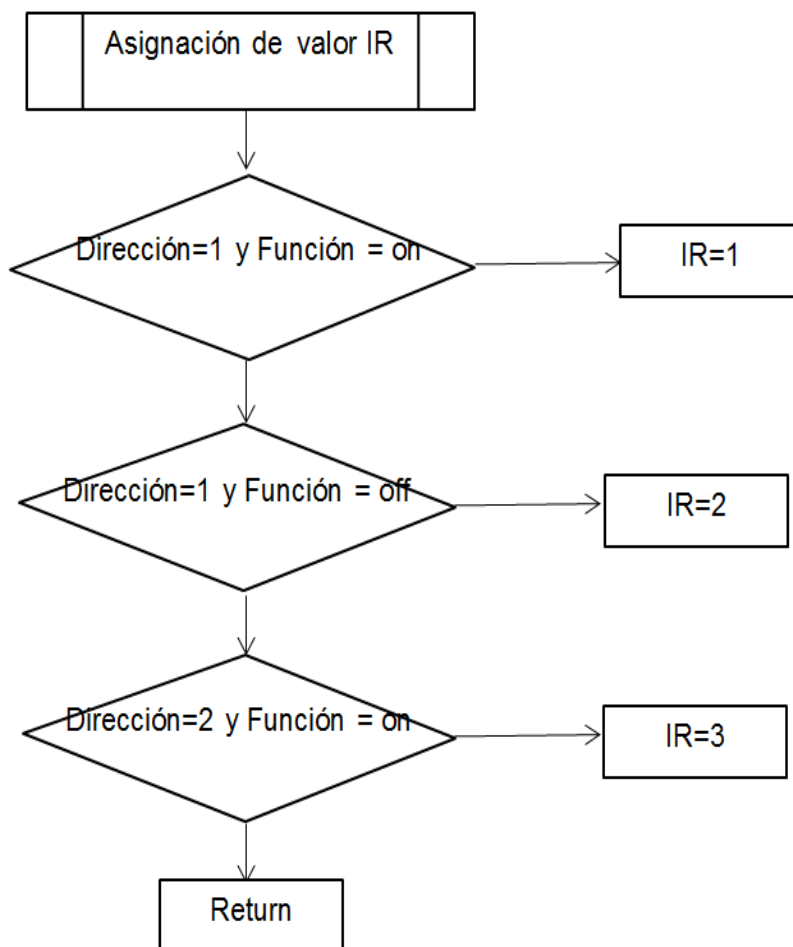 Asignación de valor IR
Dirección=1 y Función = on
IR=1
Dirección=1 y Función = off
IR=2
Dirección=2 y Función = on
IR=3
Return